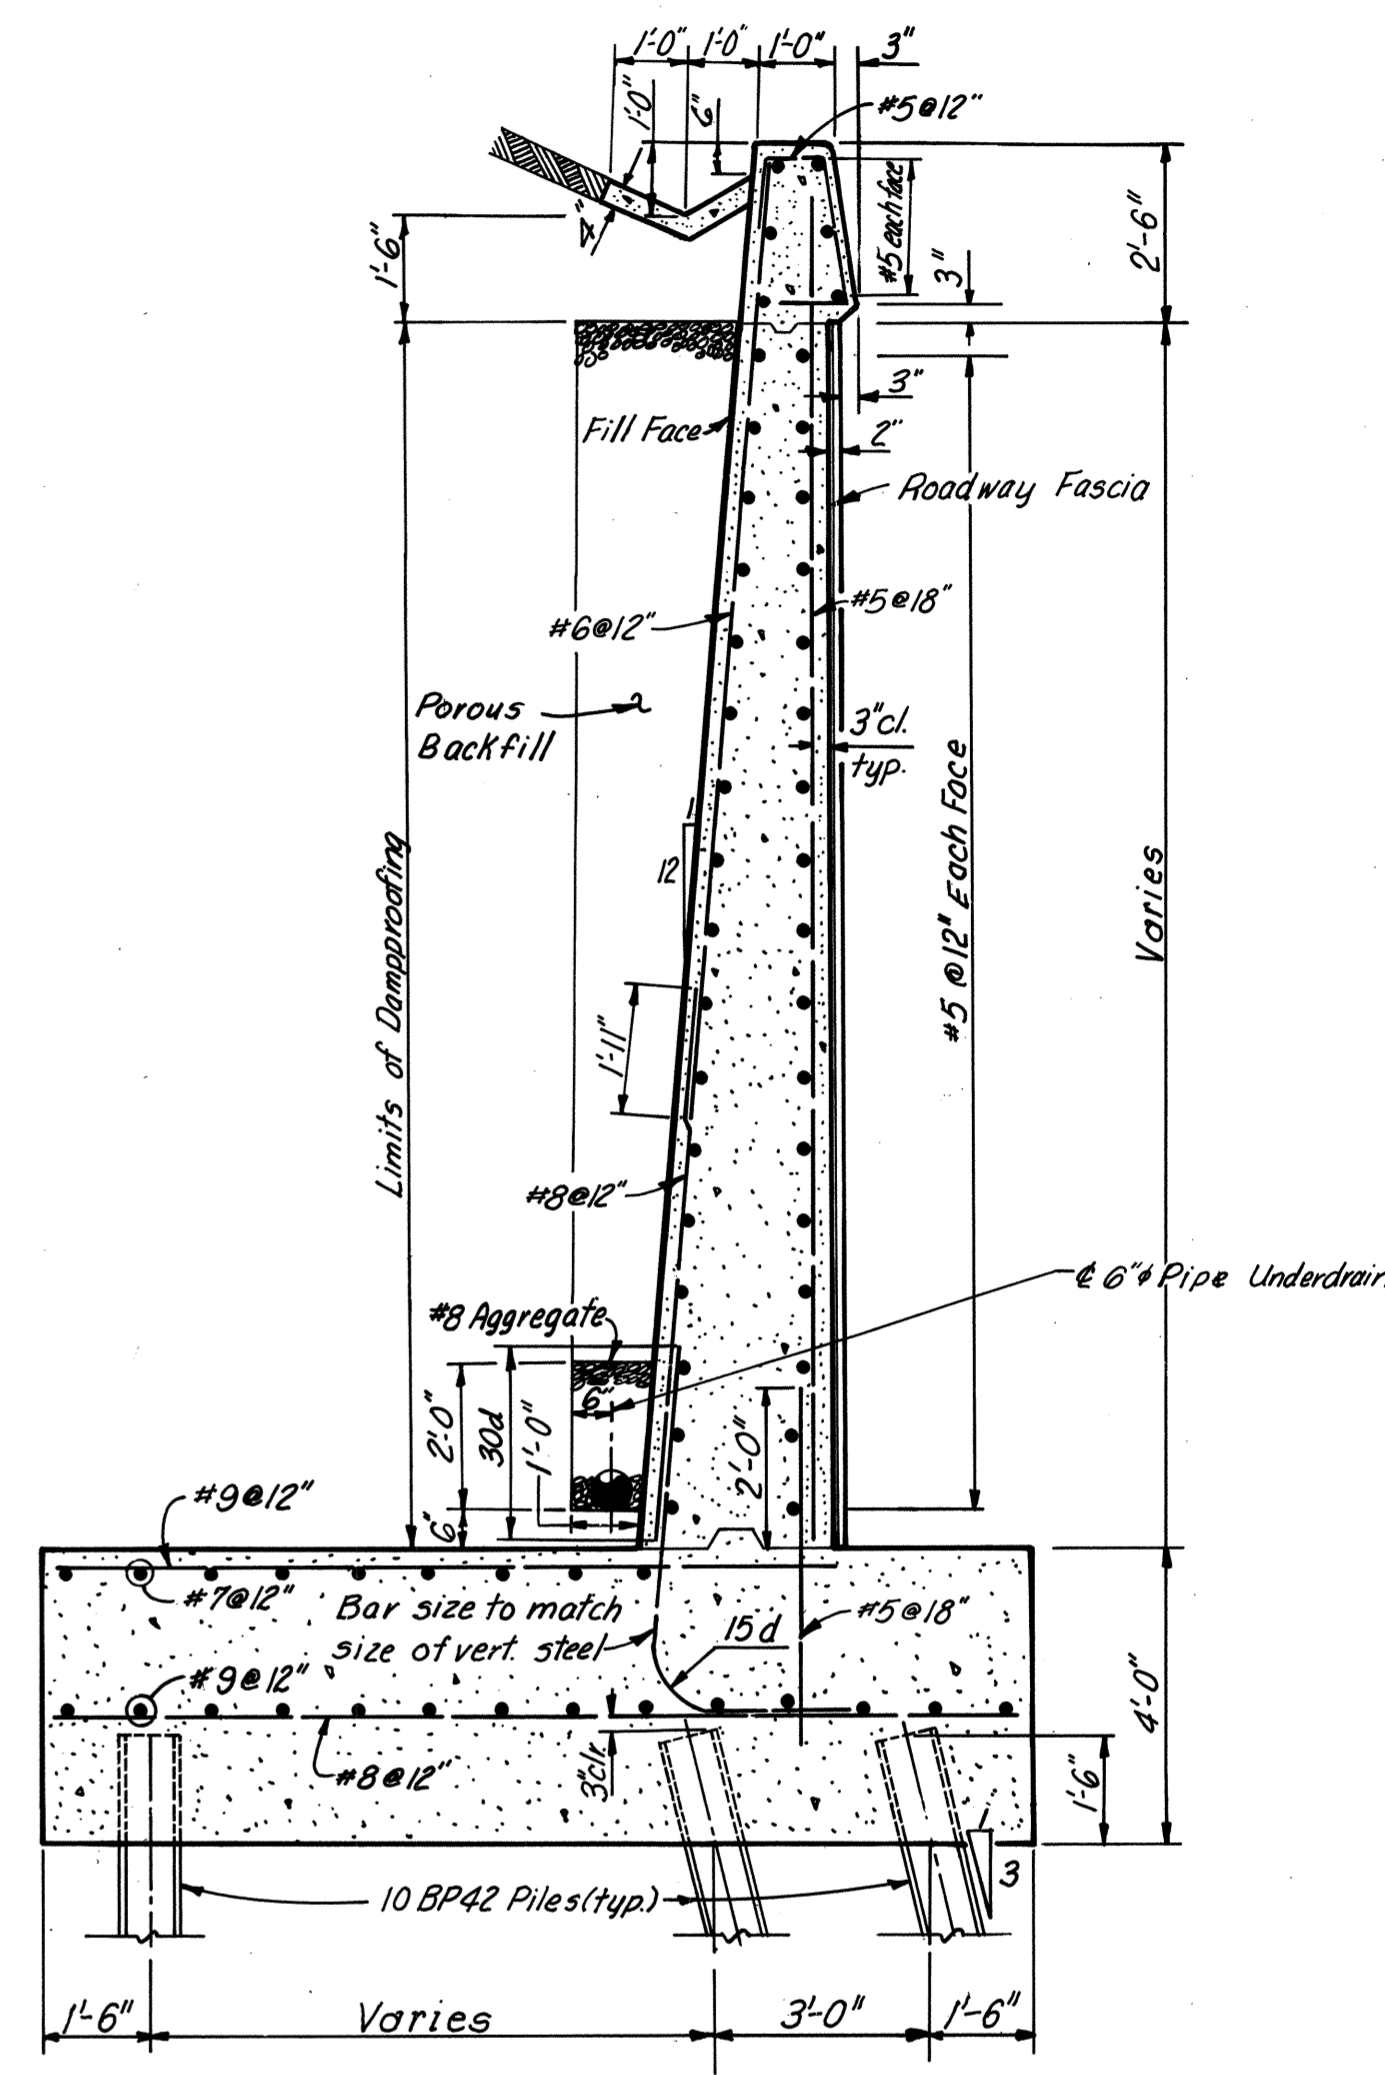 1'-0" 1'-0" 1'-0" 3"
1'-0" 6" #5@12"
4"
1'-6"
#5 each face
3"
2'-6"
3"
Fill Face
2"
Roadway Fascia
#6@12"
#5@18"
Porous
Backfill
3"cl.
typ.
1
12
Limits of Dampproofing
#5 @12" Each Face
Varies
1'-11"
#8@12"
℄ 6"ϕ Pipe Underdrain
#8 Aggregate
6"
2'-0"
30d
1'-0"
2'-0"
6"
#9@12"
#7@12"
Bar size to match
size of vert. steel
15d
#5@18"
#9@12"
#8@12"
3"clr.
4'-0"
1'-6"
1
3
10 BP42 Piles(typ.)
1'-6" Varies 3'-0" 1'-6"